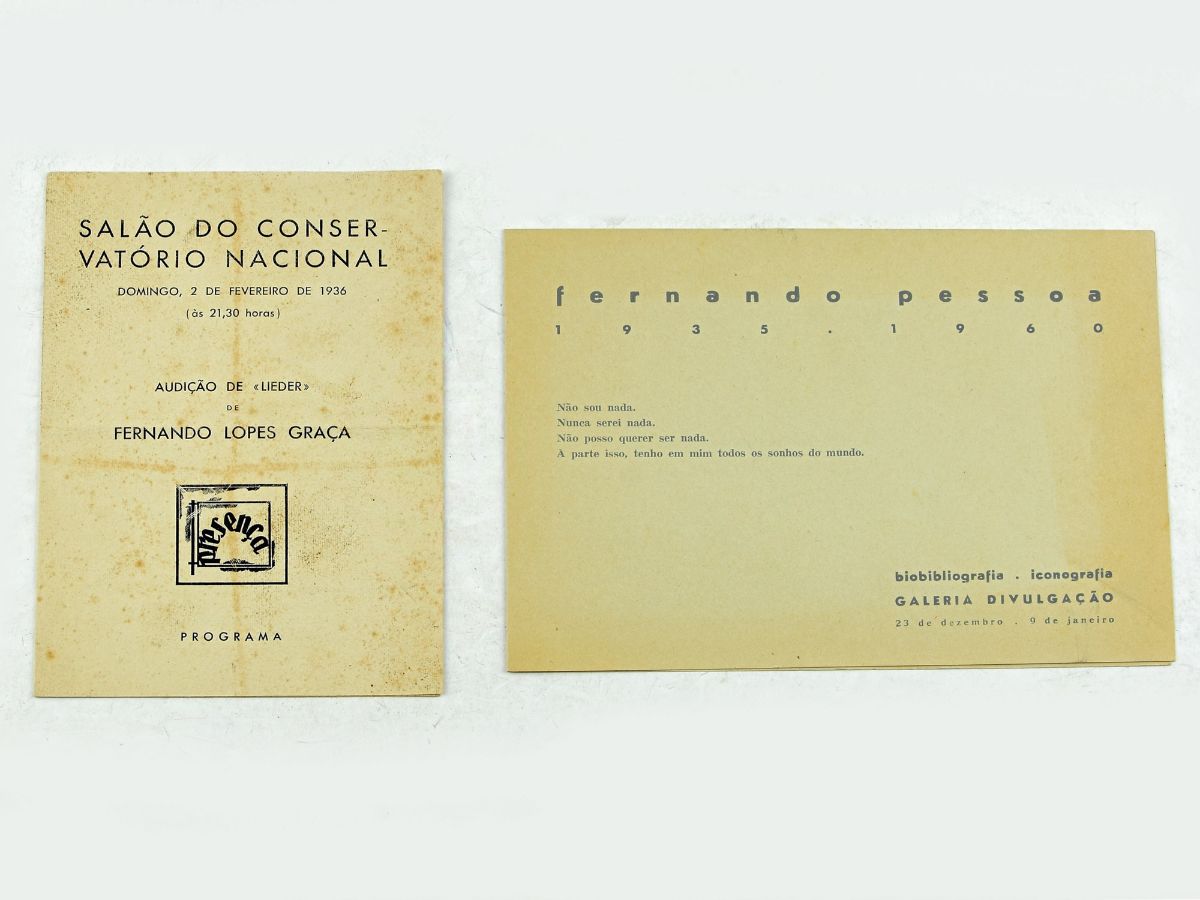 SALÃO DO CONSER-
VATÓRIO NACIONAL
DOMINGO, 2 DE FEVEREIRO DE 1936
(às 21,30 horas)
AUDIÇÃO DE «LIEDER»
DE
FERNANDO LOPES GRAÇA
presença
PROGRAMA
fernando pessoa
1935.1960
Não sou nada.
Nunca serei nada.
Não posso querer ser nada.
À parte isso, tenho em mim todos os sonhos do mundo.
biobibliografia . iconografia
GALERIA DIVULGAÇÃO
23 de dezembro . 9 de janeiro